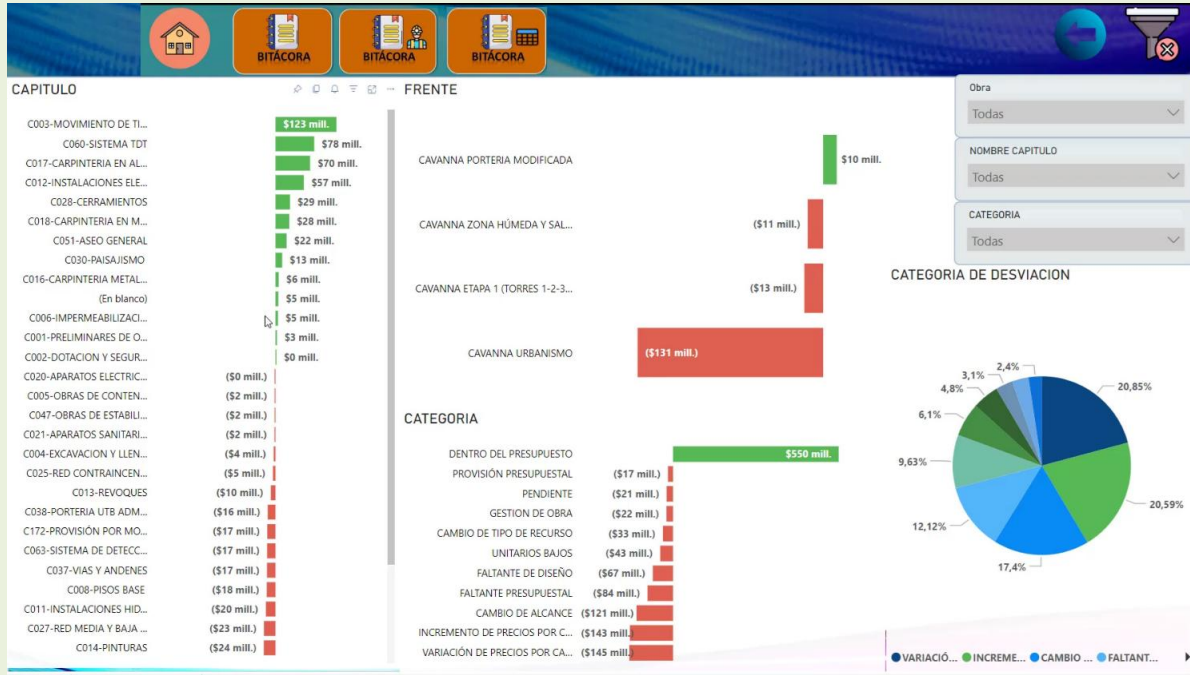 BITÁCORA
BITÁCORA
BITÁCORA
CAPITULO
C003-MOVIMIENTO DE TI... $123 mill.
C060-SISTEMA TDT $78 mill.
C017-CARPINTERIA EN AL... $70 mill.
C012-INSTALACIONES ELE... $57 mill.
C028-CERRAMIENTOS $29 mill.
C018-CARPINTERIA EN M... $28 mill.
C051-ASEO GENERAL $22 mill.
C030-PAISAJISMO $13 mill.
C016-CARPINTERIA METAL... $6 mill.
(En blanco) $5 mill.
C006-IMPERMEABILIZACI... $5 mill.
C001-PRELIMINARES DE O... $3 mill.
C002-DOTACION Y SEGUR... $0 mill.
C020-APARATOS ELECTRIC... ($0 mill.)
C005-OBRAS DE CONTEN... ($2 mill.)
C047-OBRAS DE ESTABILI... ($2 mill.)
C021-APARATOS SANITARI... ($2 mill.)
C004-EXCAVACION Y LLEN... ($4 mill.)
C025-RED CONTRAINCEN... ($5 mill.)
C013-REVOQUES ($10 mill.)
C038-PORTERIA UTB ADM... ($16 mill.)
C172-PROVISIÓN POR MO... ($17 mill.)
C063-SISTEMA DE DETECC... ($17 mill.)
C037-VIAS Y ANDENES ($17 mill.)
C008-PISOS BASE ($18 mill.)
C011-INSTALACIONES HID... ($20 mill.)
C027-RED MEDIA Y BAJA ... ($23 mill.)
C014-PINTURAS ($24 mill.)
FRENTE
CAVANNA PORTERIA MODIFICADA $10 mill.
CAVANNA ZONA HÚMEDA Y SAL... ($11 mill.)
CAVANNA ETAPA 1 (TORRES 1-2-3... ($13 mill.)
CAVANNA URBANISMO ($131 mill.)
CATEGORIA
DENTRO DEL PRESUPUESTO $550 mill.
PROVISIÓN PRESUPUESTAL ($17 mill.)
PENDIENTE ($21 mill.)
GESTION DE OBRA ($22 mill.)
CAMBIO DE TIPO DE RECURSO ($33 mill.)
UNITARIOS BAJOS ($43 mill.)
FALTANTE DE DISEÑO ($67 mill.)
FALTANTE PRESUPUESTAL ($84 mill.)
CAMBIO DE ALCANCE ($121 mill.)
INCREMENTO DE PRECIOS POR C... ($143 mill.)
VARIACIÓN DE PRECIOS POR CA... ($145 mill.)
Obra
Todas
NOMBRE CAPITULO
Todas
CATEGORIA
Todas
CATEGORIA DE DESVIACION
20,85%
20,59%
17,4%
12,12%
9,63%
6,1%
4,8%
3,1%
2,4%
VARIACIÓ... INCREME... CAMBIO ... FALTANT...